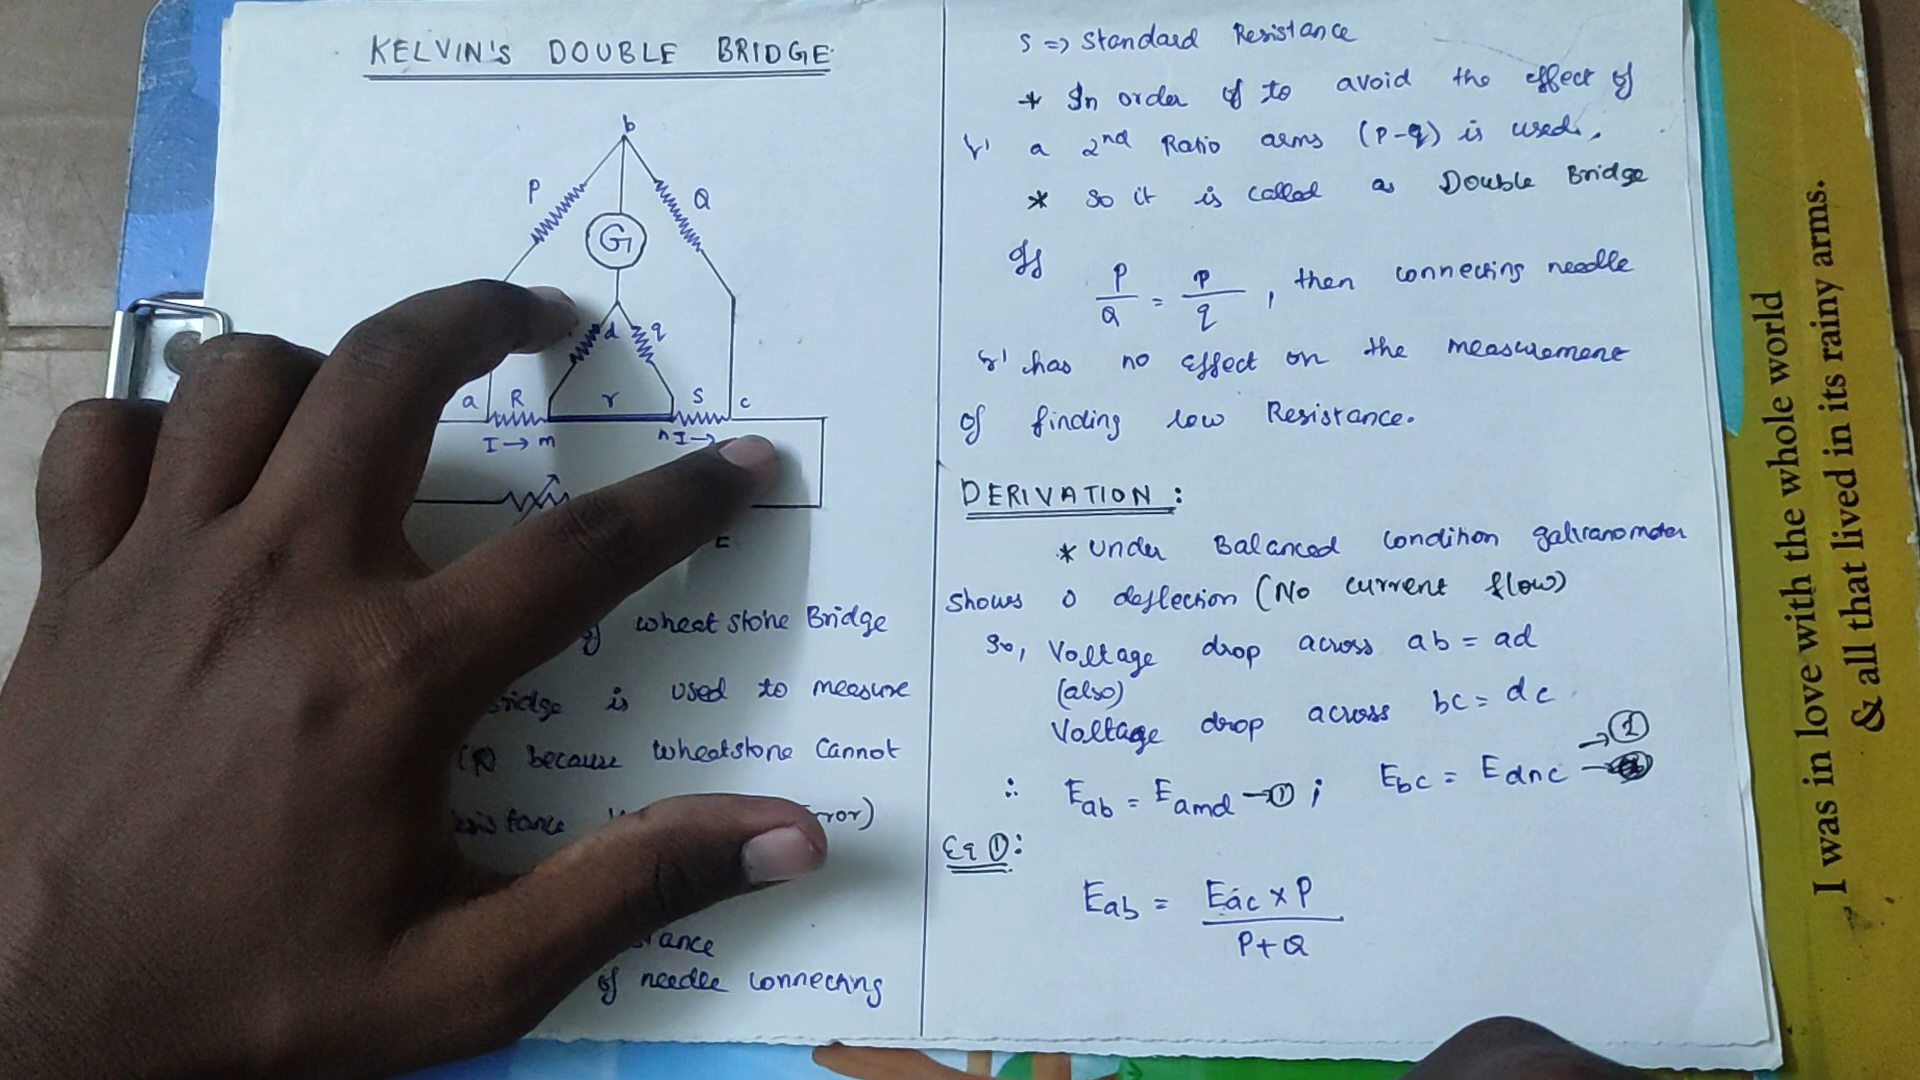 KELVIN'S DOUBLE BRIDGE
b
P
Q
G
d
q
a
R
r
S
c
I → m
n I →
E
of wheat stone Bridge
is used to measure
(R) because wheatstone cannot
of needle connecting
S => Standard Resistance
* In order to avoid the effect of
'r' a 2nd Ratio arms (P-q) is used.
* So it is called as Double Bridge
If P/Q = p/q, then connecting needle
'r' has no effect on the measurement
of finding low Resistance.
DERIVATION :
* Under Balanced condition galvanometer
shows 0 deflection (No current flow)
So, Voltage drop across ab = ad
(also)
Voltage drop across bc = dc
∴ Eab = Eamd → ① ; Ebc = Ednc → ②
Eq ①:
Eab = Eac × P / P+Q
I was in love with the whole world
& all that lived in its rainy arms.